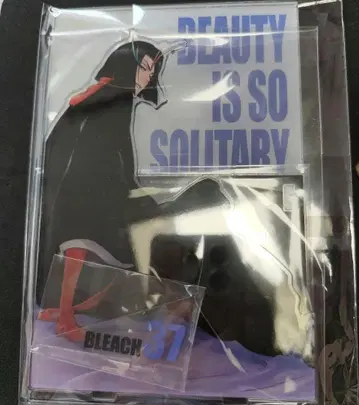 BEAUTY
IS SO
SOLITARY
BLEACH 37